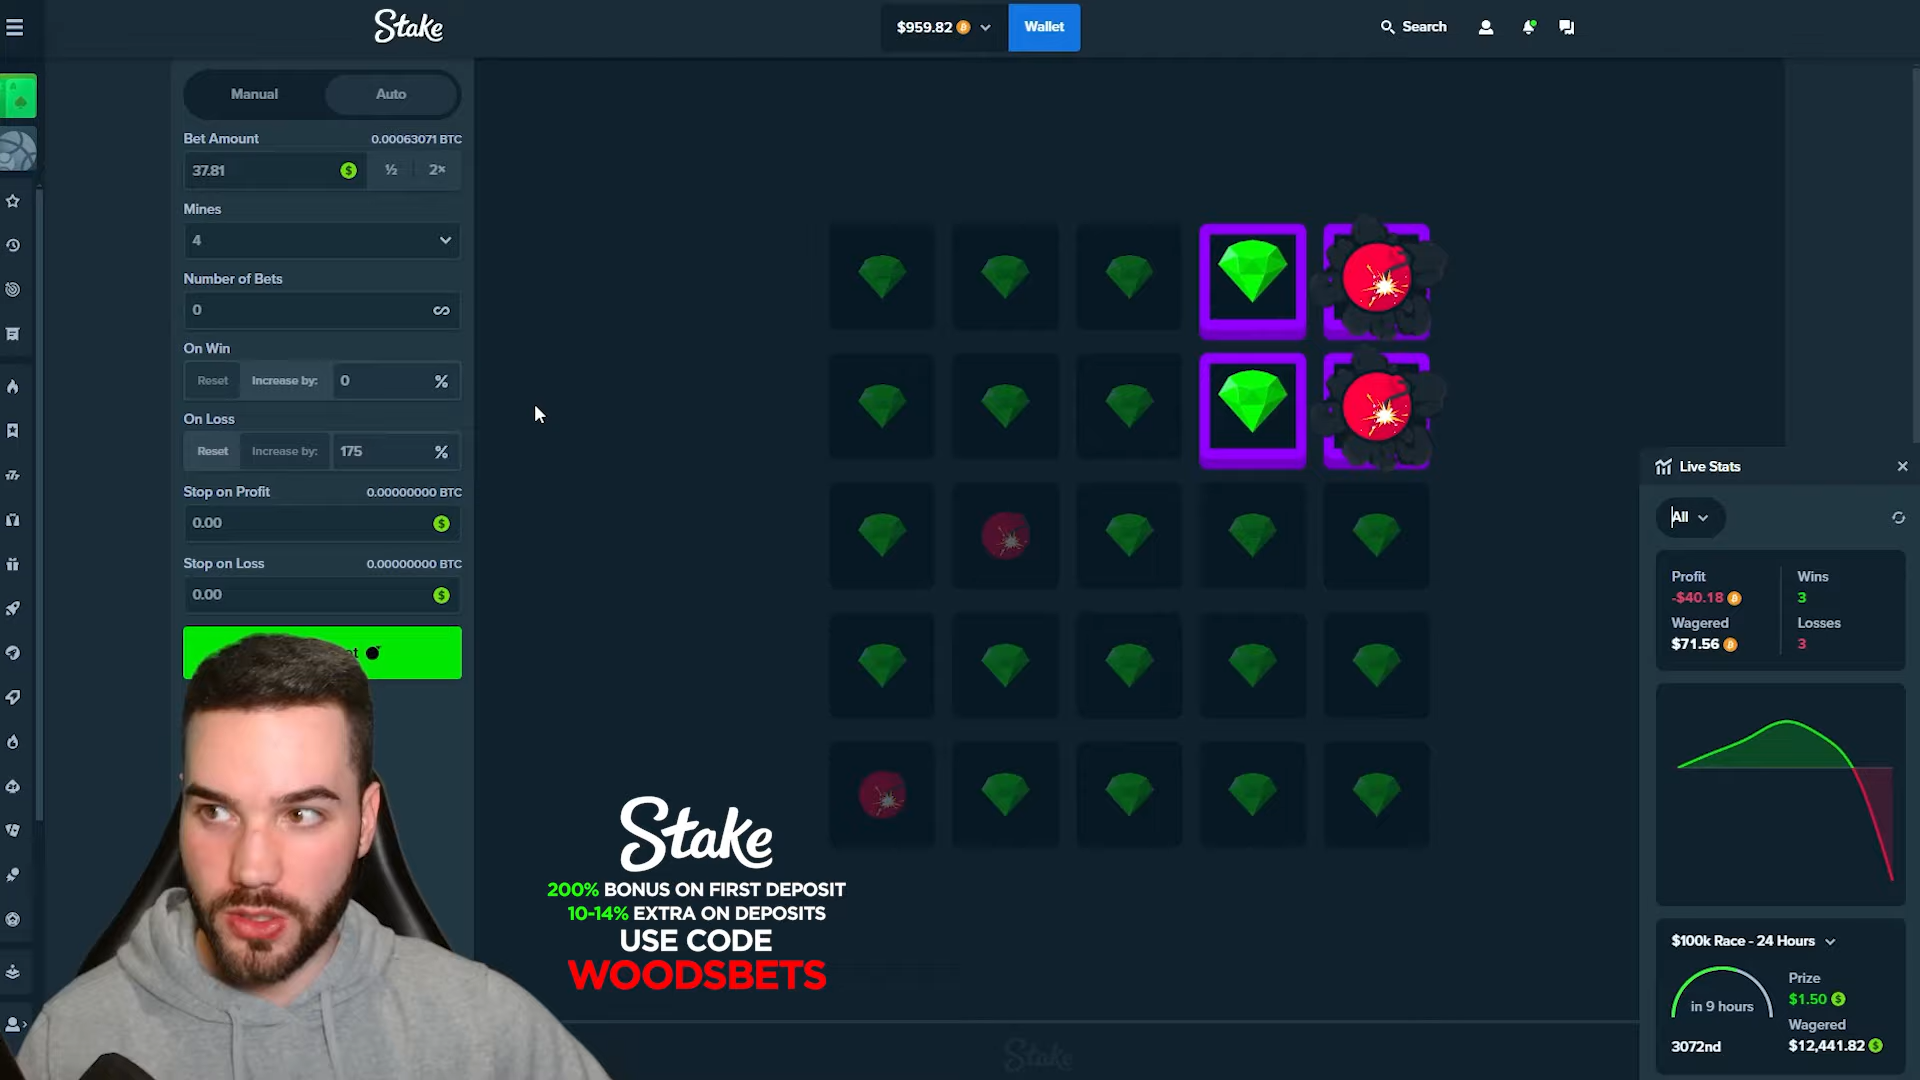 Stake
$959.82
Wallet
Search
Manual
Auto
Bet Amount
0.00063071 BTC
37.81
½
2×
Mines
4
Number of Bets
0
On Win
Reset
Increase by:
0
%
On Loss
Reset
Increase by:
175
%
Stop on Profit
0.00000000 BTC
0.00
Stop on Loss
0.00000000 BTC
0.00
Live Stats
All
Profit
Wins
-$40.18
3
Wagered
Losses
$71.56
3
$100k Race - 24 Hours
in 9 hours
3072nd
Prize
$1.50
Wagered
$12,441.82
Stake
200% BONUS ON FIRST DEPOSIT
10-14% EXTRA ON DEPOSITS
USE CODE
WOODSBETS
Stake